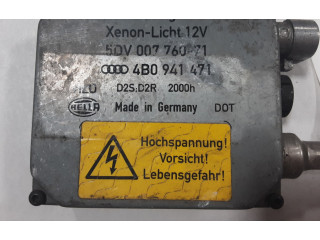 Xenon-Licht 12V
5DV 007 760-71
4B0 941 471
D2S,D2R 2000h
HELLA Made in Germany DOT
Hochspannung!
Vorsicht!
Lebensgefahr!